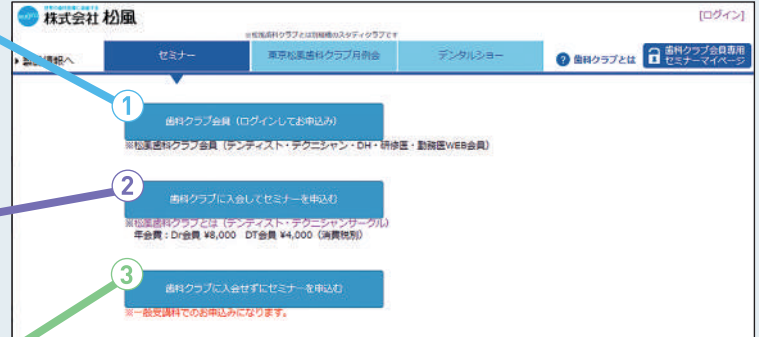 株式会社 松風
[ログイン]
※松風歯科クラブとは別組織のスタディクラブです
セミナー
東京松風歯科クラブ月例会
デンタルショー
歯科クラブとは
歯科クラブ会員専用
セミナーマイページ
1
歯科クラブ会員(ログインしてお申込み)
※松風歯科クラブ会員(デンティスト・テクニシャン・DH・研修医・勤務医WEB会員)
2
歯科クラブに入会してセミナーを申込む
※松風歯科クラブとは(デンティスト・テクニシャンサークル)
年会費:Dr会員 ¥8,000 DT会員 ¥4,000(消費税別)
3
歯科クラブに入会せずにセミナーを申込む
※一般受講料でのお申込みになります。